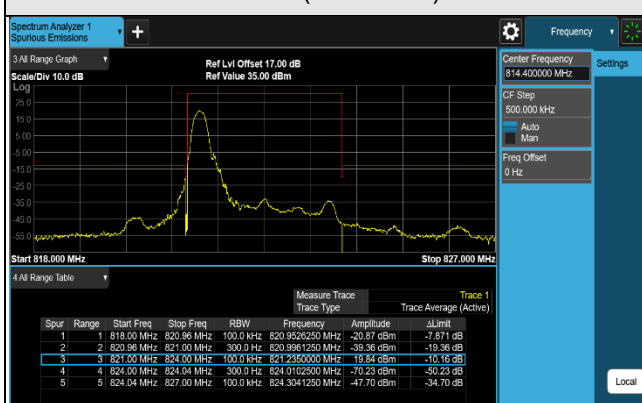 Spectrum Analyzer 1
Spurious Emissions
+
Frequency
3 All Range Graph
Ref Lvl Offset 17.00 dB
Scale/Div 10.0 dB
Ref Value 35.00 dBm
Log
25.0
15.0
5.00
-5.00
-15.0
-25.0
-35.0
-45.0
-55.0
Start 818.000 MHz
Stop 827.000 MHz
Center Frequency
814.400000 MHz
Settings
CF Step
500.000 kHz
Auto
Man
Freq Offset
0 Hz
4 All Range Table
Measure Trace Trace 1
Trace Type Trace Average (Active)
Spur Range Start Freq Stop Freq RBW Frequency Amplitude ΔLimit
1 1 818.00 MHz 820.96 MHz 100.0 kHz 820.9526250 MHz -20.87 dBm -7.871 dB
2 2 820.96 MHz 821.00 MHz 300.0 Hz 820.9961250 MHz -39.36 dBm -19.36 dB
3 3 821.00 MHz 824.00 MHz 100.0 kHz 821.2350000 MHz 19.84 dBm -10.16 dB
4 4 824.00 MHz 824.04 MHz 300.0 Hz 824.0102500 MHz -70.23 dBm -50.23 dB
5 5 824.04 MHz 827.00 MHz 100.0 kHz 824.3041250 MHz -47.70 dBm -34.70 dB
Local